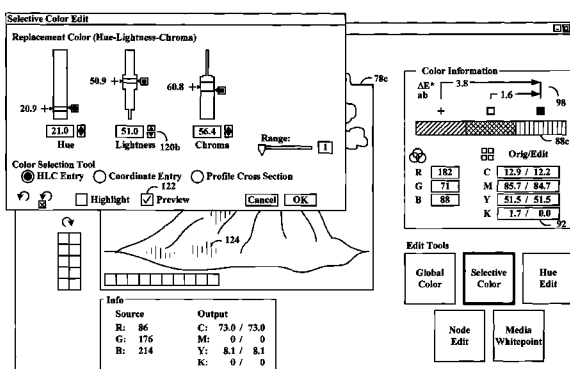 Selective Color Edit
Replacement Color (Hue-Lightness-Chroma)
20.9
50.9
60.8
21.0
51.0
56.4
Hue
Lightness
Chroma
120b
Range:
1
Color Selection Tool
HLC Entry
Coordinate Entry
Profile Cross Section
122
Highlight
Preview
Cancel
OK
78c
124
Color Information
ΔE*
ab
3.8
1.6
98
88c
Orig/Edit
R 182 C 12.9 / 12.2
G 71 M 85.7 / 84.7
B 88 Y 51.5 / 51.5
K 1.7 / 0.0
92
Edit Tools
Global
Color
Selective
Color
Hue
Edit
Node
Edit
Media
Whitepoint
Info
Source Output
R: 86 C: 73.0 / 73.0
G: 176 M: 0 / 0
B: 214 Y: 8.1 / 8.1
K: 0 / 0